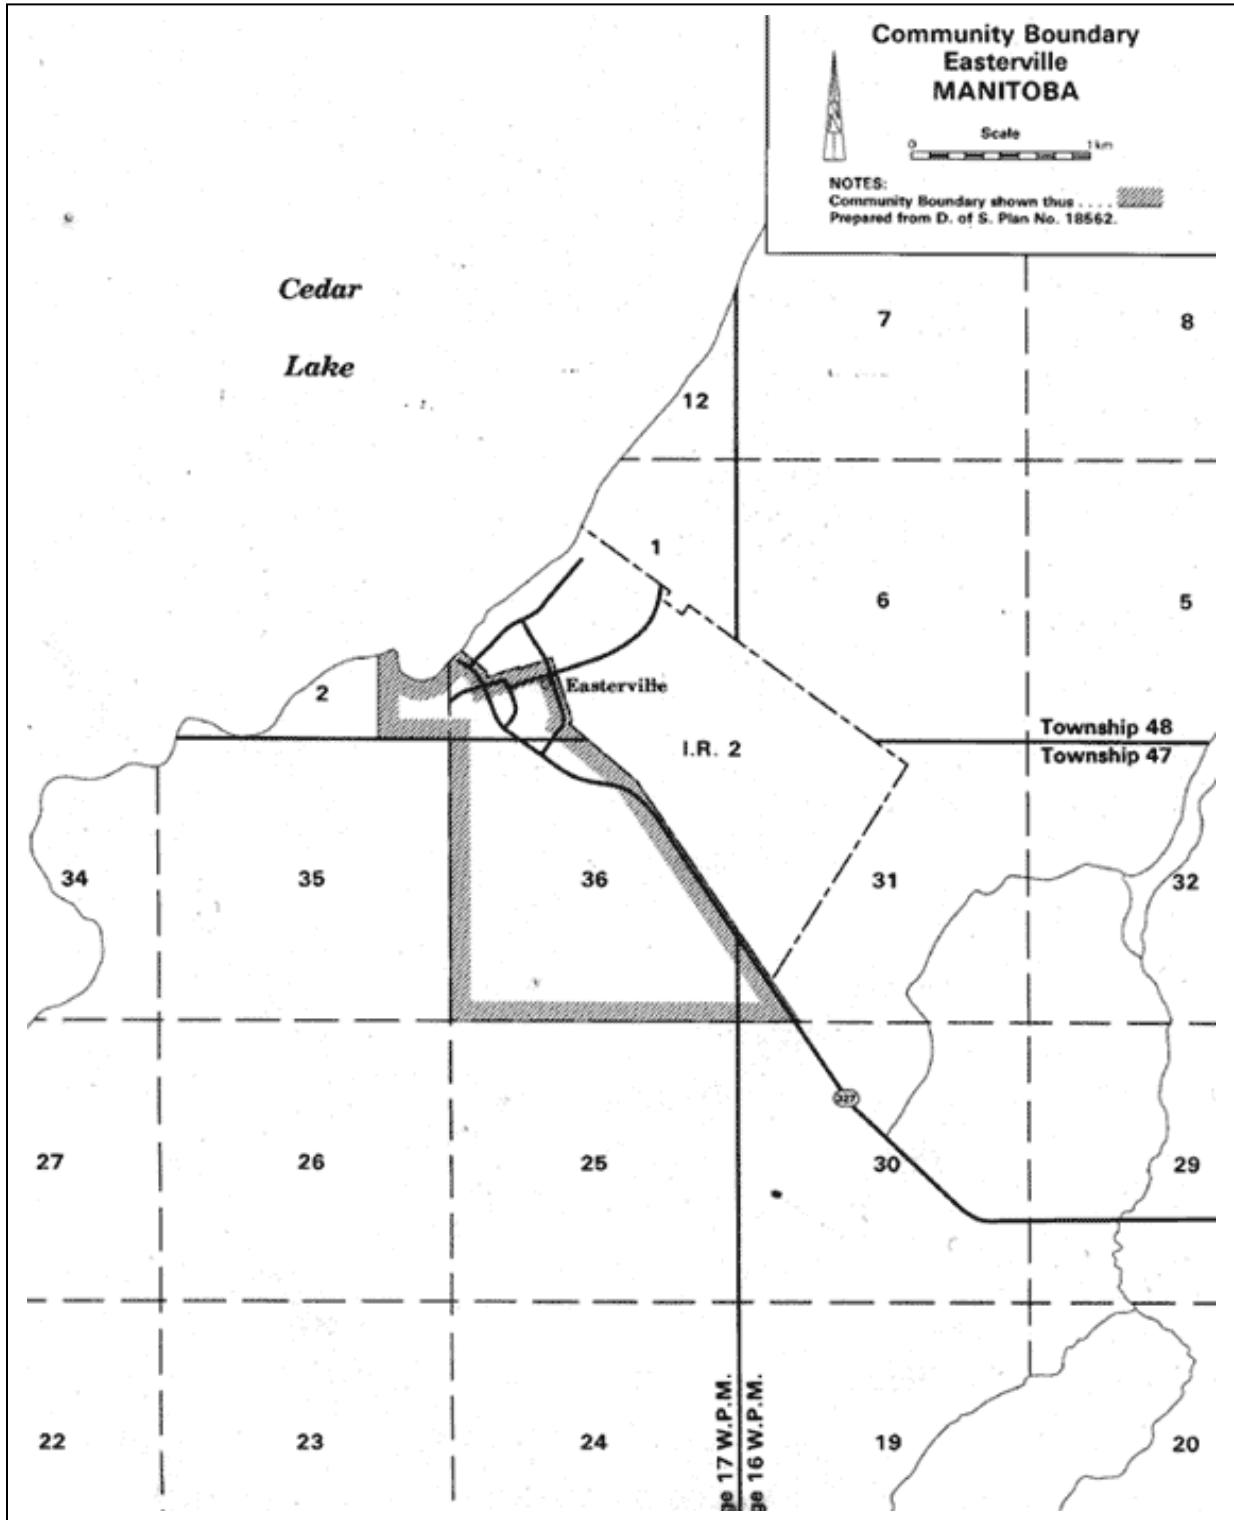 Community Boundary
Easterville
MANITOBA
Scale
0 1 km
NOTES:
Community Boundary shown thus . . . .
Prepared from D. of S. Plan No. 18562.
Cedar
Lake
7
8
12
1
6
5
2
Easterville
I.R. 2
Township 48
Township 47
34
35
36
31
32
327
27
26
25
30
29
22
23
24
19
20
ge 17 W.P.M.
ge 16 W.P.M.